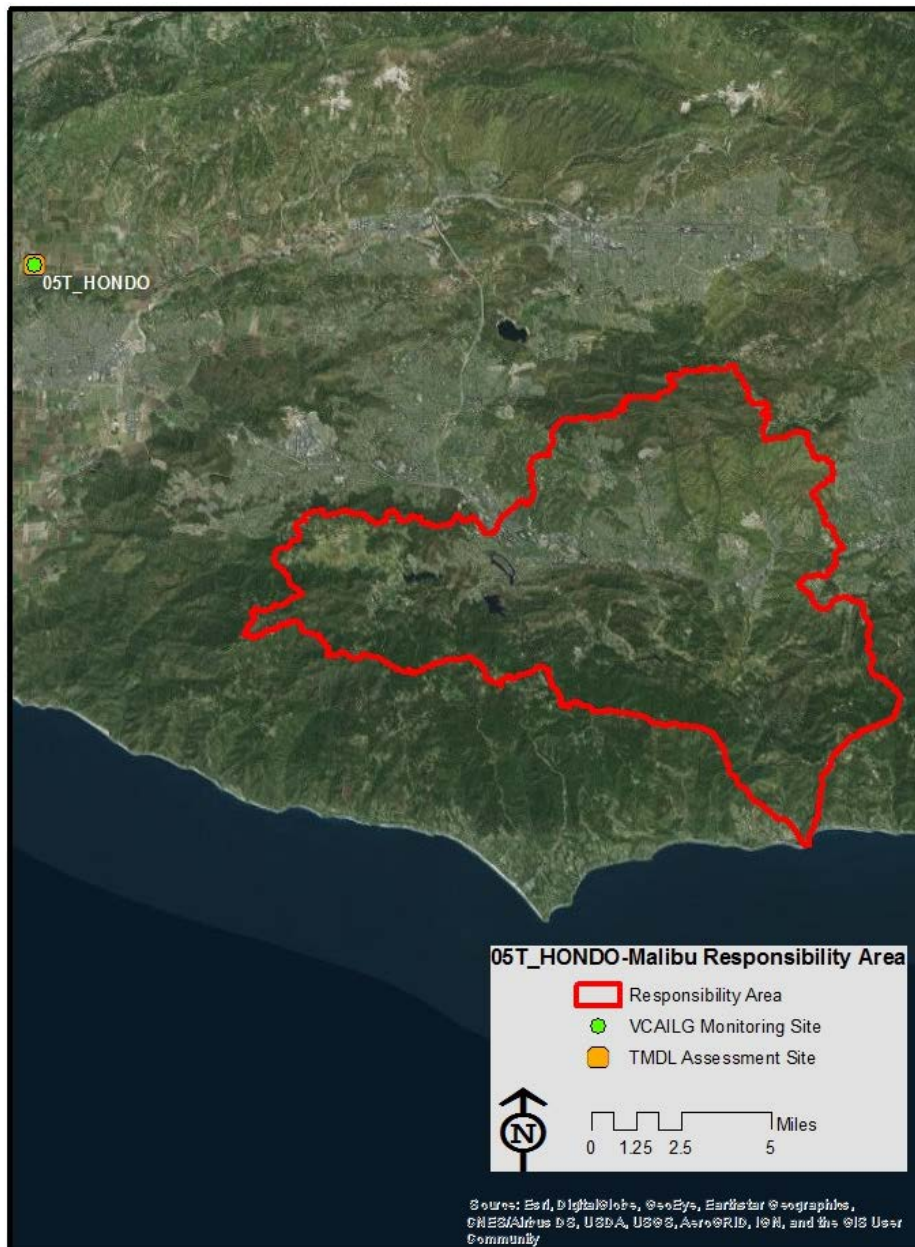 05T_HONDO
05T_HONDO-Malibu Responsibility Area
Responsibility Area
VCAILG Monitoring Site
TMDL Assessment Site
N
Miles
0 1.25 2.5 5
Source: Esri, DigitalGlobe, GeoEye, Earthstar Geographics,
CNES/Airbus DS, USDA, USGS, AeroGRID, IGN, and the GIS User
Community